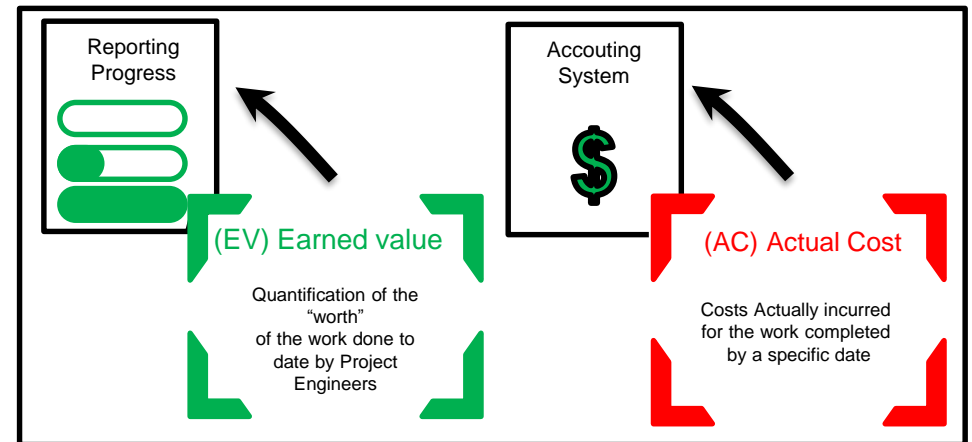 Reporting
Progress
(EV) Earned value
Quantification of the
“worth”
of the work done to
date by Project
Engineers
Accouting
System
$
(AC) Actual Cost
Costs Actually incurred
for the work completed
by a specific date